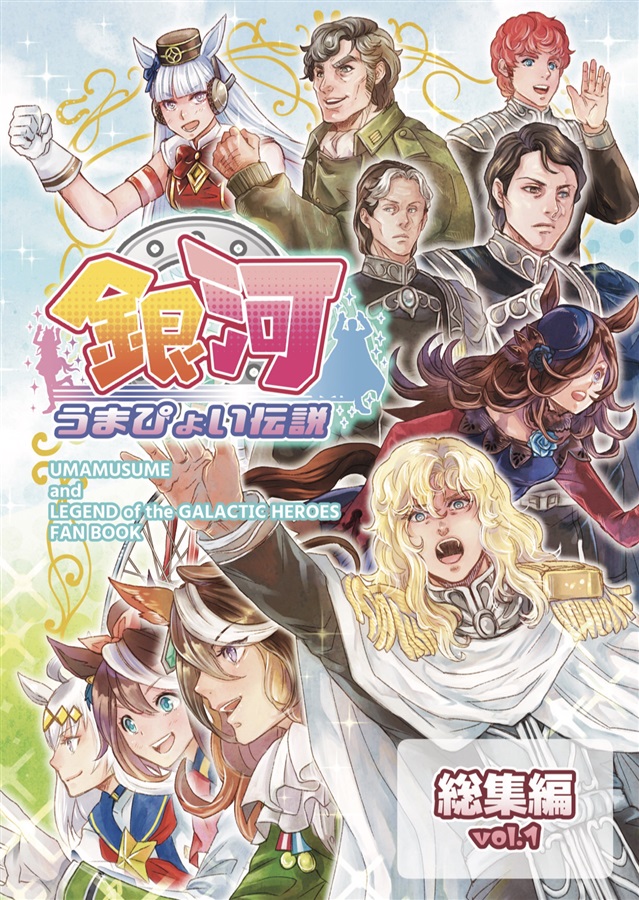 銀河
うまぴょい伝説
UMAMUSUME
and
LEGEND of the GALACTIC HEROES
FAN BOOK
総集編
vol.1